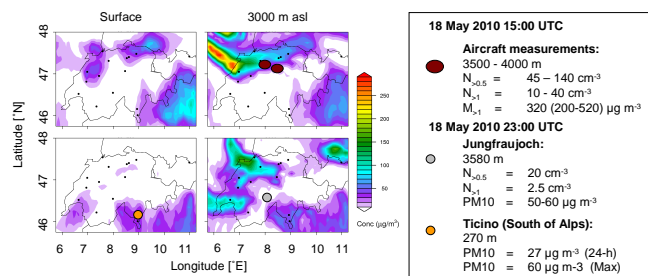 Surface
3000 m asl
48
47
46
48
47
46
Latitude [°N]
6 7 8 9 10 11
6 7 8 9 10 11
Longitude [°E]
250
200
150
100
50
Conc (µg/m³)
18 May 2010 15:00 UTC
Aircraft measurements:
3500 - 4000 m
N>0.5 = 45 – 140 cm-3
N>1 = 10 - 40 cm-3
M>1 = 320 (200-520) µg m-3
18 May 2010 23:00 UTC
Jungfraujoch:
3580 m
N>0.5 = 20 cm-3
N>1 = 2.5 cm-3
PM10 = 50-60 µg m-3
Ticino (South of Alps):
270 m
PM10 = 27 µg m-3 (24-h)
PM10 = 60 µg m-3 (Max)